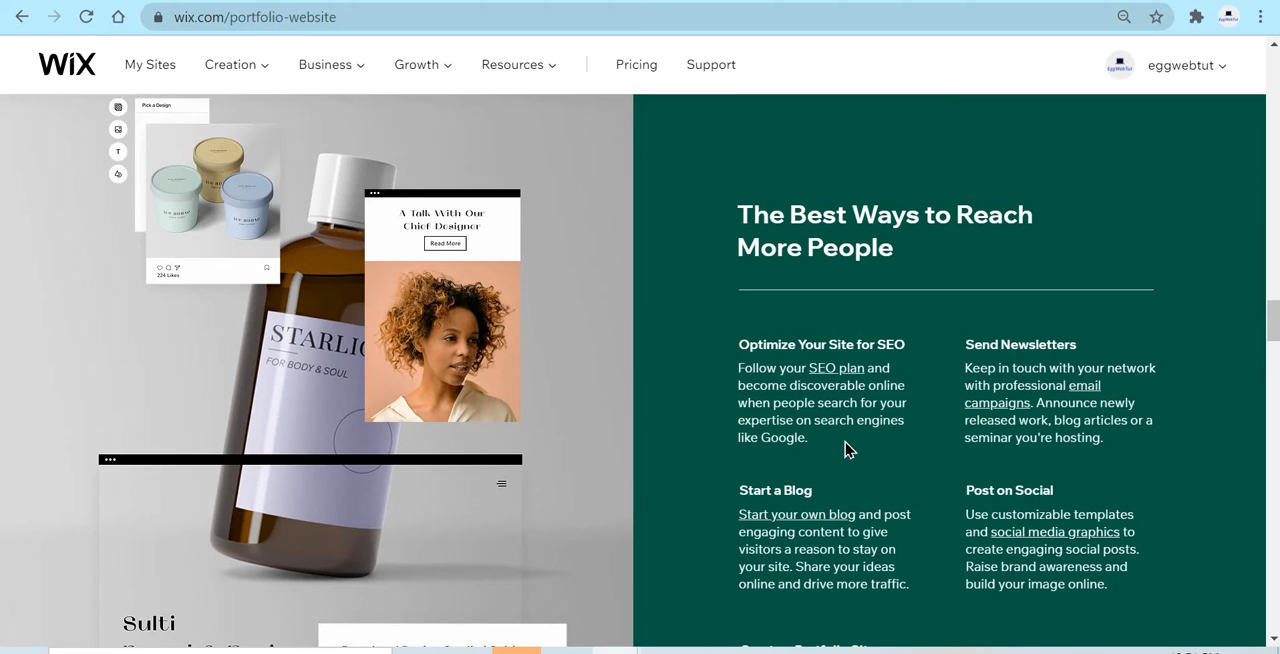 wix.com/portfolio-website
WiX
My Sites
Creation
Business
Growth
Resources
Pricing
Support
EggWebTut
eggwebtut
Pick a Design
T
224 Likes
A Talk With Our
Chief Designer
Read More
STARLIG
FOR BODY & SOUL
Sulti
The Best Ways to Reach
More People
Optimize Your Site for SEO
Follow your SEO plan and
become discoverable online
when people search for your
expertise on search engines
like Google.
Send Newsletters
Keep in touch with your network
with professional email
campaigns. Announce newly
released work, blog articles or a
seminar you're hosting.
Start a Blog
Start your own blog and post
engaging content to give
visitors a reason to stay on
your site. Share your ideas
online and drive more traffic.
Post on Social
Use customizable templates
and social media graphics to
create engaging social posts.
Raise brand awareness and
build your image online.